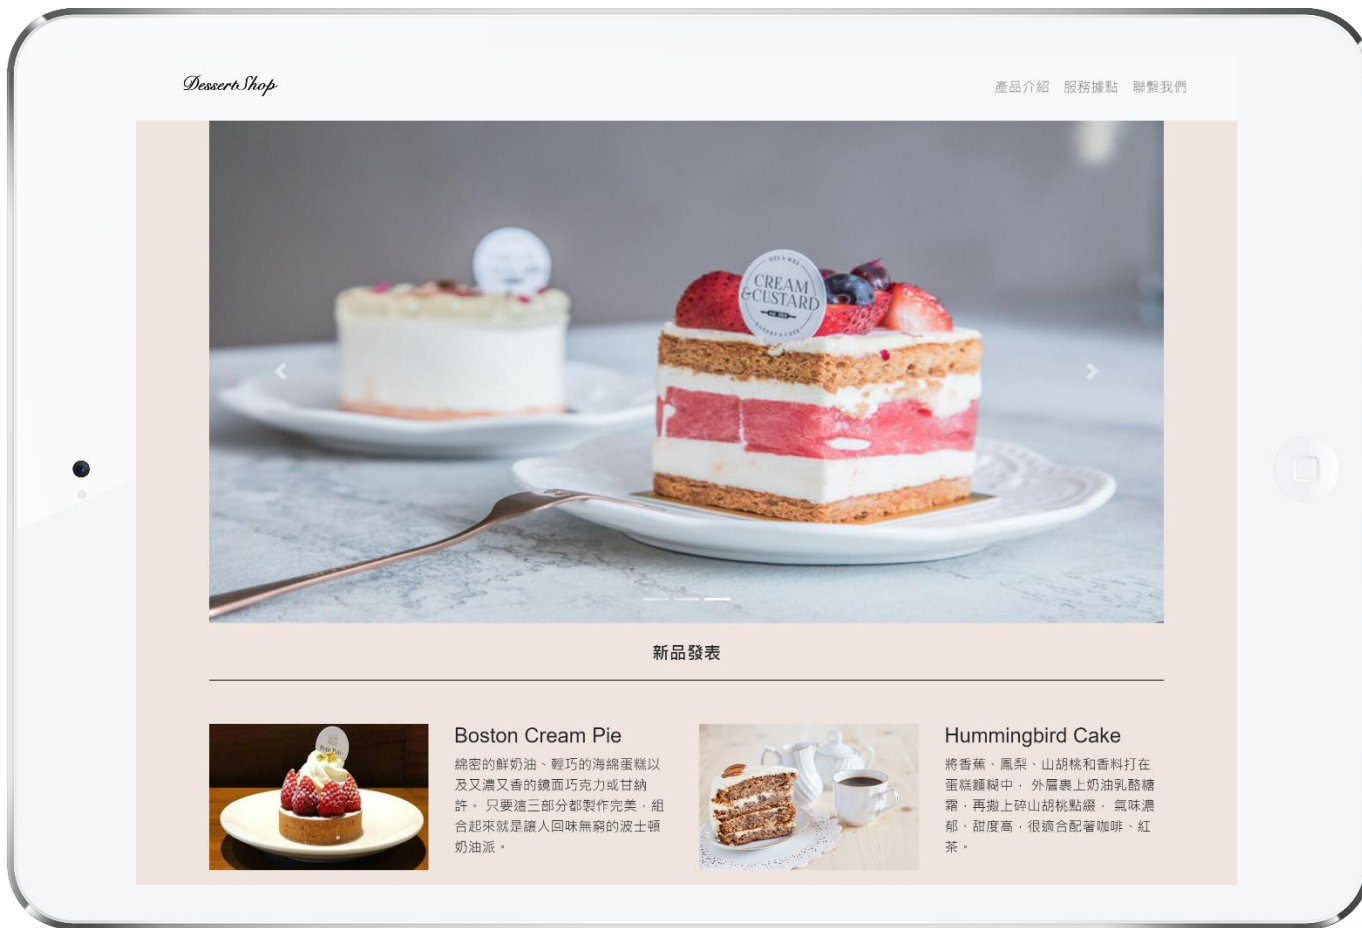 DessertShop
產品介紹 服務據點 聯繫我們
MEL & MEE
CREAM
&CUSTARD
BAKERY & CAFE
新品發表
Boston Cream Pie
綿密的鮮奶油、輕巧的海綿蛋糕以
及又濃又香的鏡面巧克力或甘納
許。 只要這三部分都製作完美，組
合起來就是讓人回味無窮的波士頓
奶油派。
Hummingbird Cake
將香蕉、鳳梨、山胡桃和香料打在
蛋糕麵糊中， 外層裹上奶油乳酪糖
霜，再撒上碎山胡桃點綴， 氣味濃
郁、甜度高，很適合配著咖啡、紅
茶。